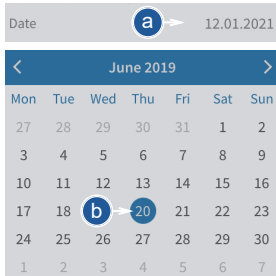 Date a 12.01.2021
June 2019
Mon Tue Wed Thu Fri Sat Sun
27 28 29 30 31 1 2
3 4 5 6 7 8 9
10 11 12 13 14 15 16
17 18 b 20 21 22 23
24 25 26 27 28 29 30
1 2 3 4 5 6 7